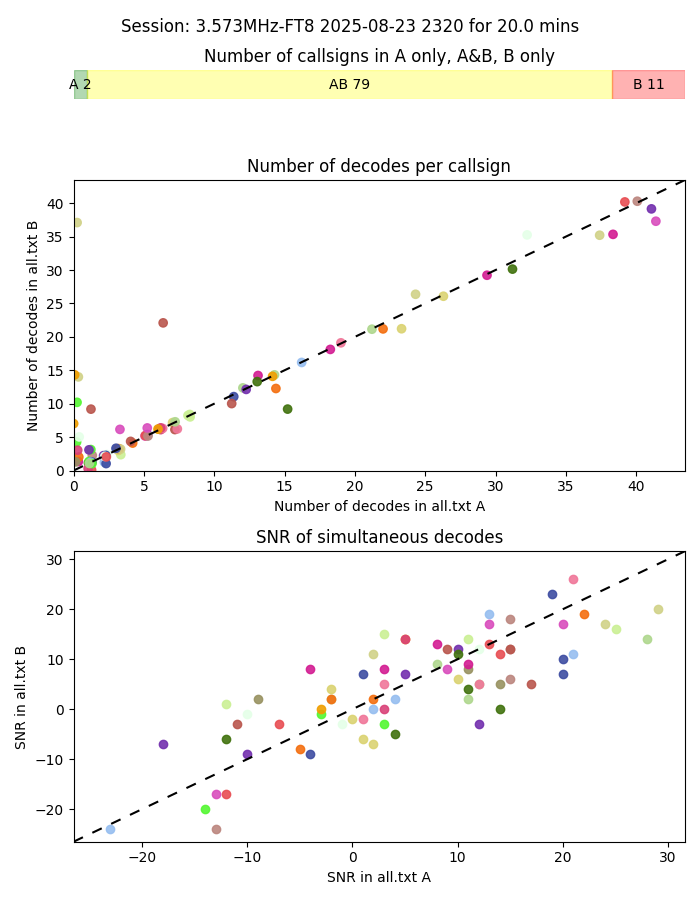 Session: 3.573MHz-FT8 2025-08-23 2320 for 20.0 mins
Number of callsigns in A only, A&B, B only
A 2 AB 79 B 11
Number of decodes per callsign
Number of decodes in all.txt B
40
35
30
25
20
15
10
5
0
0 5 10 15 20 25 30 35 40
Number of decodes in all.txt A
SNR of simultaneous decodes
SNR in all.txt B
30
20
10
0
−10
−20
−20 −10 0 10 20 30
SNR in all.txt A